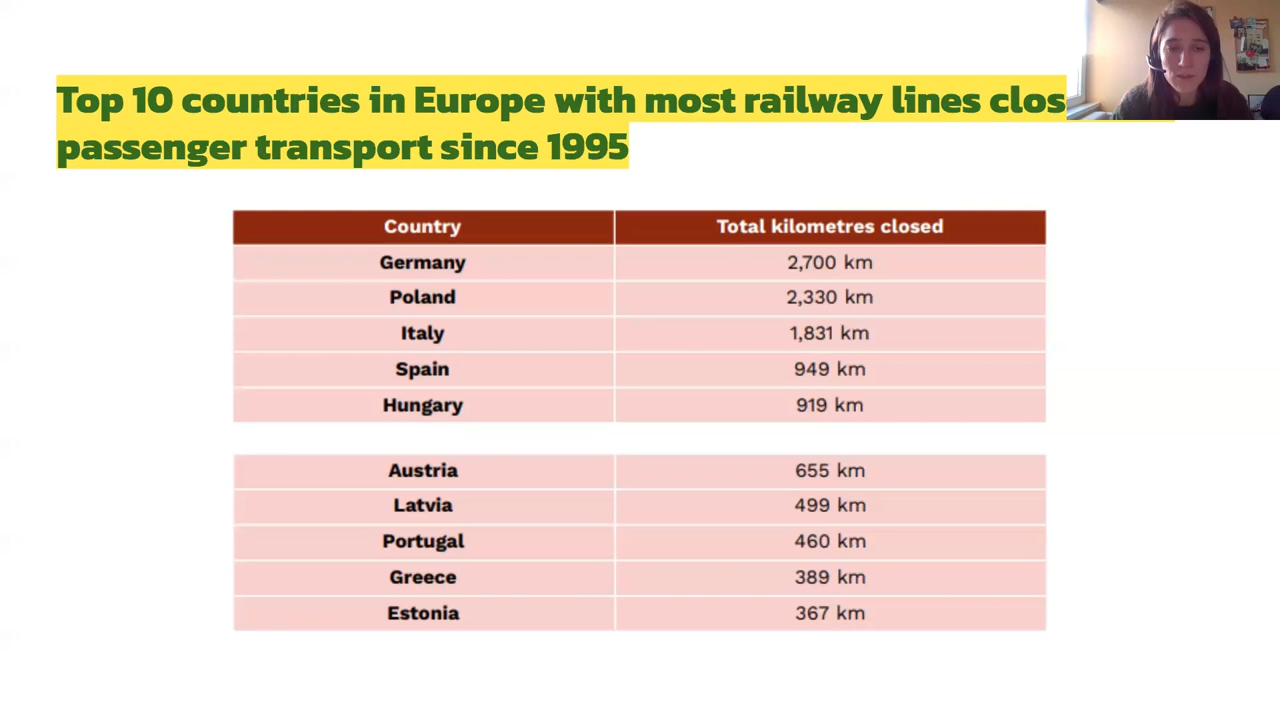 Top 10 countries in Europe with most railway lines clos
passenger transport since 1995
Country Total kilometres closed
Germany 2,700 km
Poland 2,330 km
Italy 1,831 km
Spain 949 km
Hungary 919 km
Austria 655 km
Latvia 499 km
Portugal 460 km
Greece 389 km
Estonia 367 km